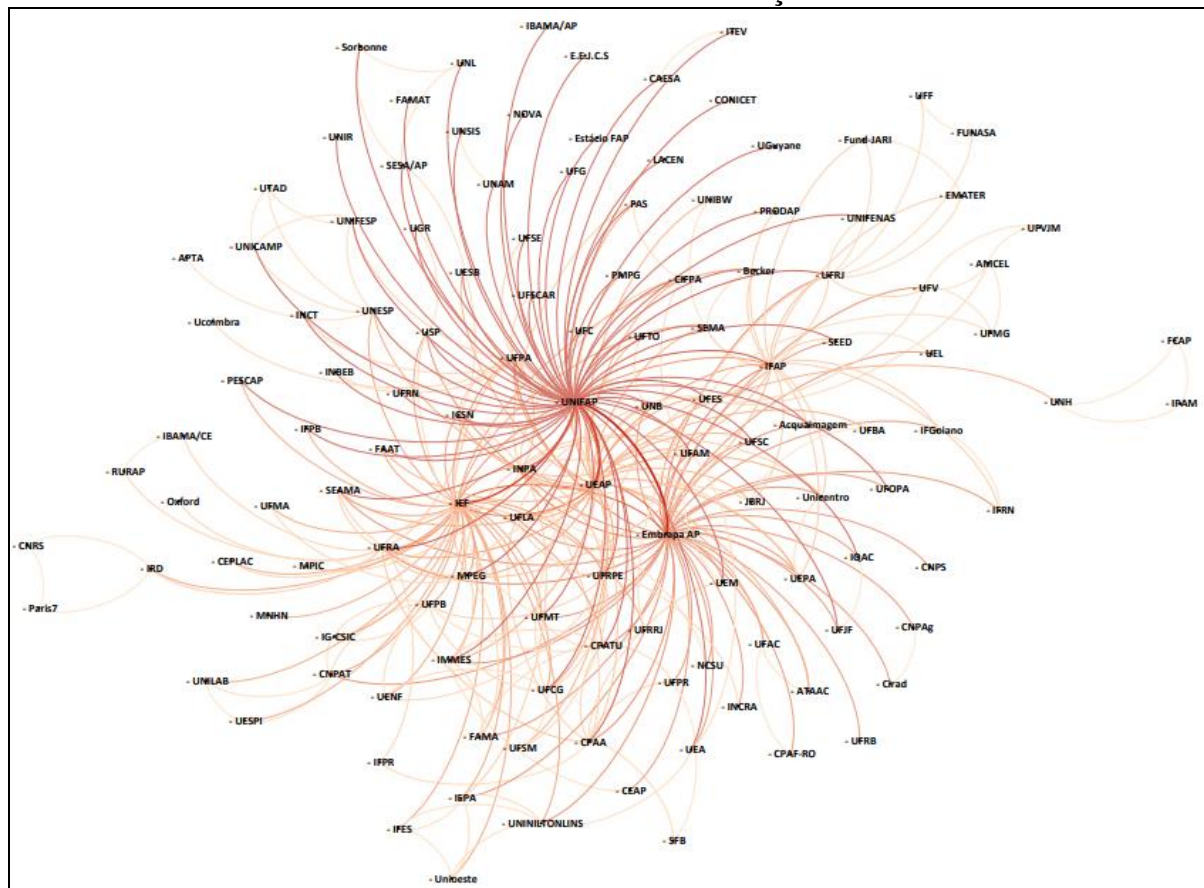 IBAMA/AP
ITEV
Sorbonne
E.E.J.C.S
UNL
CAESA
UFF
FAMAT
CONICET
NOVA
UNSIS
FUNASA
UNIR
Estácio FAP
Fund JARI
UGuyane
LACEN
SESA/AP
UFG
UNAM
UTAD
EMATER
UNIBW
PAS
PRODAP
UNIFENAS
UNIFESP
UGR
UPVJM
UFSE
UNICAMP
APTA
AMCEL
UESB
Becker
UFRJ
PMPG
CIFPA
UFV
UFSCAR
UNESP
INCT
Ucoimbra
SEMA
UFC
USP
UFMG
UFTO
SEED
FCAP
UEL
UFPA
IFAP
INBEB
PESCAP
UFRN
UFES
UNIFAP
UNB
UNH
IPAM
ICSN
Acquaimagem
IFPB
UFBA
IFGoiano
IBAMA/CE
UFSC
FAAT
UFAM
RURAP
INPA
UEAP
SEAMA
UFOPA
Unicentro
Oxford
JBRJ
IEF
UFMA
IFRN
UFLA
Embrapa AP
CNRS
UFRA
IQAC
CEPLAC
MPIC
CNPS
IRD
MPEG
UFRPE
UEPA
UEM
UFPB
Paris7
MNHN
UFMT
CNPAg
UFRRJ
UFJF
IG-CSIC
CPATU
UFAC
IMMES
NCSU
CNPAT
UNILAB
UFPR
Cirad
UFCG
ATAAC
UENF
INCRA
UESPI
FAMA
UFRB
CPAA
UFSM
UEA
CPAF-RO
IFPR
CEAP
IEPA
UNINILTONLINS
IFES
SFB
Unioeste